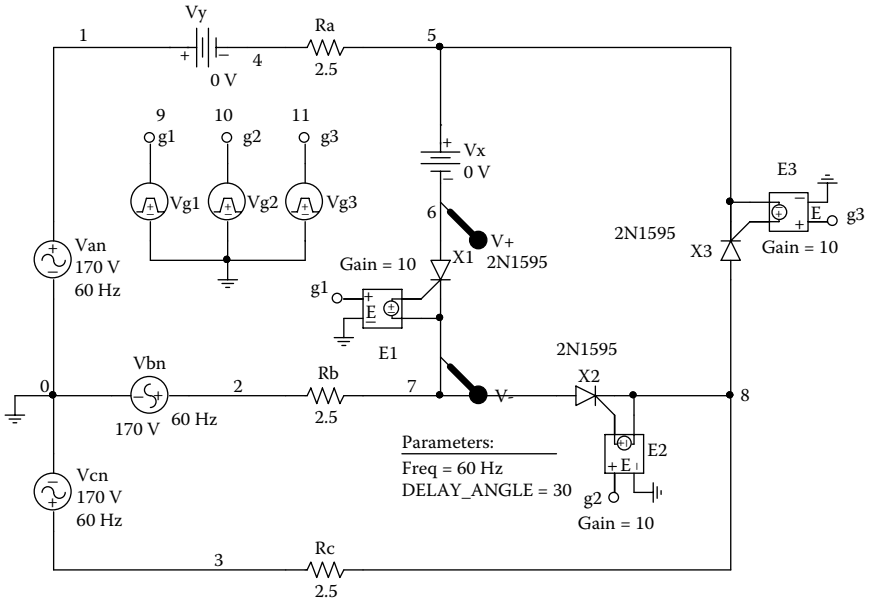 Vy
1
+
−
4
0 V
Ra
2.5
5
9
g1
10
g2
11
g3
Vg1
Vg2
Vg3
+
−
Vx
0 V
6
V+
X1
2N1595
Gain = 10
g1
+
E
−
E1
E3
2N1595
X3
−
E
+
g3
Gain = 10
+
−
Van
170 V
60 Hz
0
Vbn
−
+
170 V
60 Hz
2
Rb
2.5
7
V-
2N1595
X2
8
E2
+ E −
g2
Gain = 10
Parameters:
Freq = 60 Hz
DELAY_ANGLE = 30
−
+
Vcn
170 V
60 Hz
3
Rc
2.5